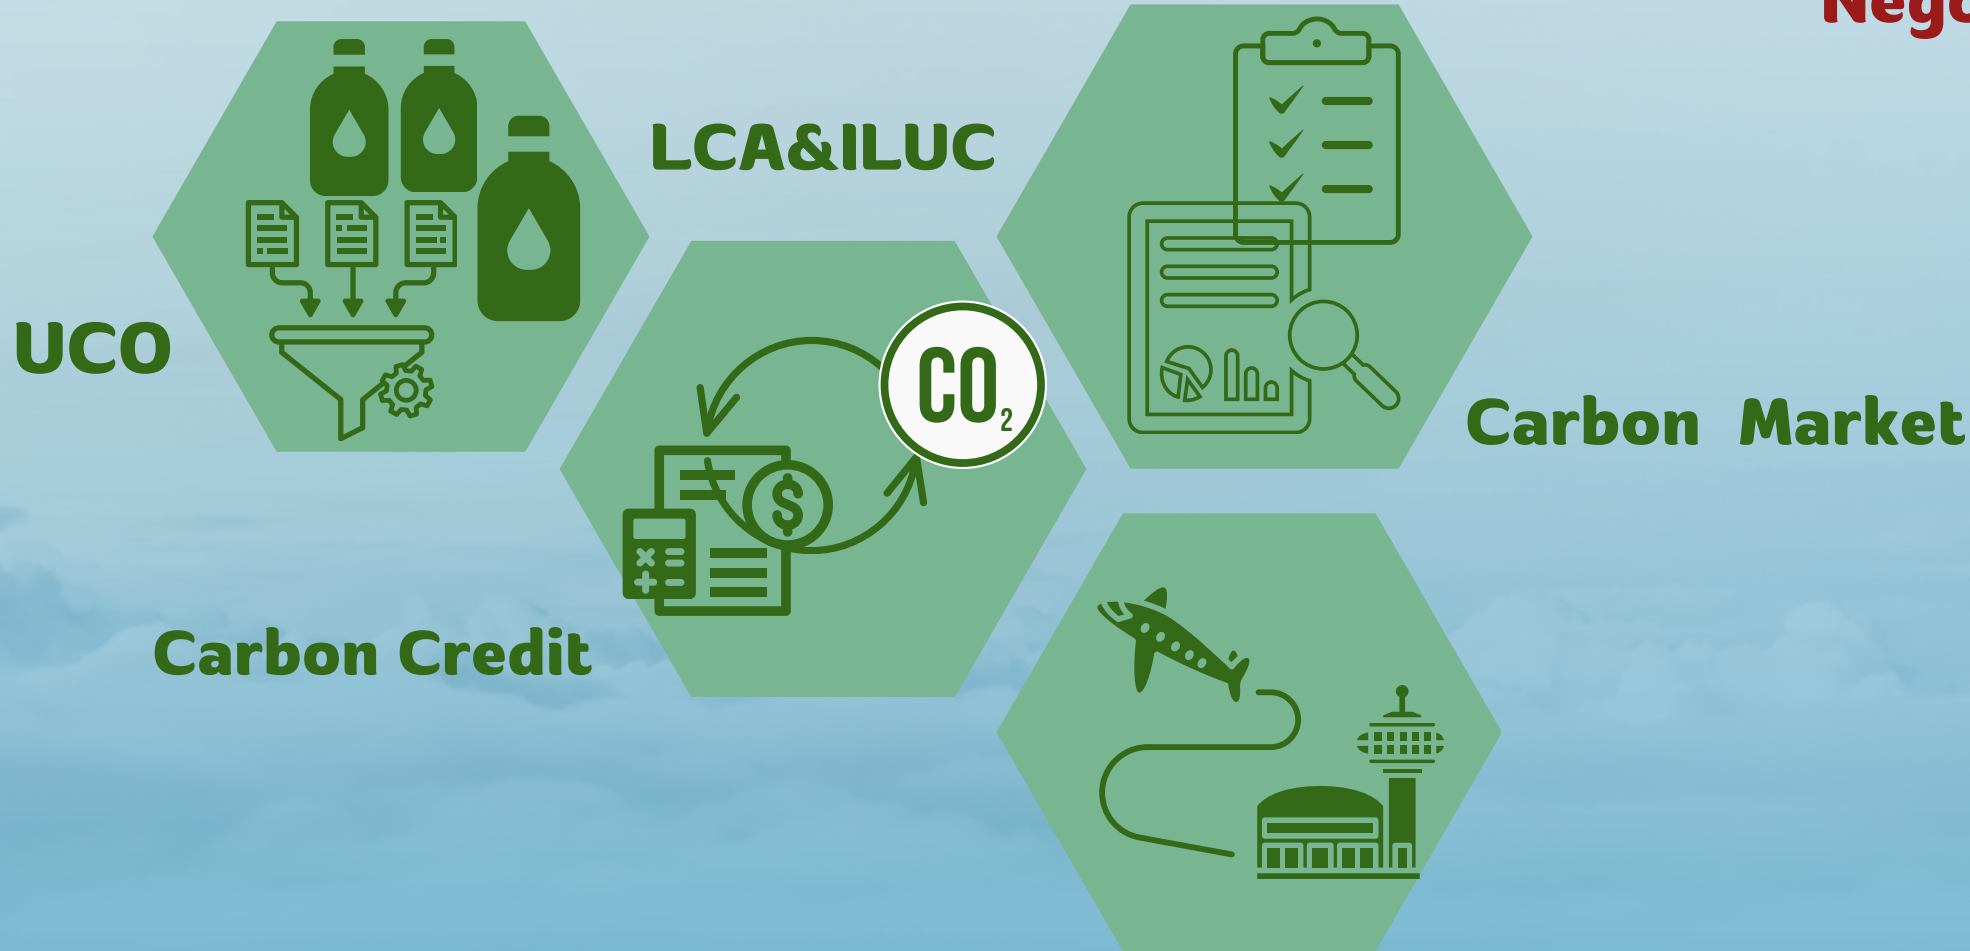 LCA&ILUC
UCO
CO₂
Carbon Market
$
Carbon Credit